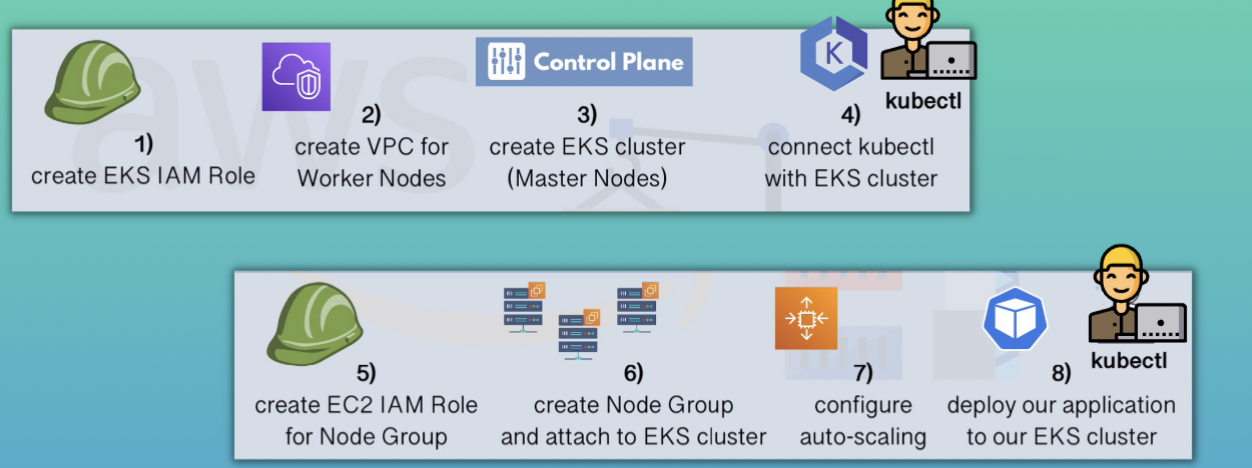 Control Plane
kubectl
1)
create EKS IAM Role
2)
create VPC for
Worker Nodes
3)
create EKS cluster
(Master Nodes)
4)
connect kubectl
with EKS cluster
aws
K
kubectl
5)
create EC2 IAM Role
for Node Group
6)
create Node Group
and attach to EKS cluster
7)
configure
auto-scaling
8)
deploy our application
to our EKS cluster